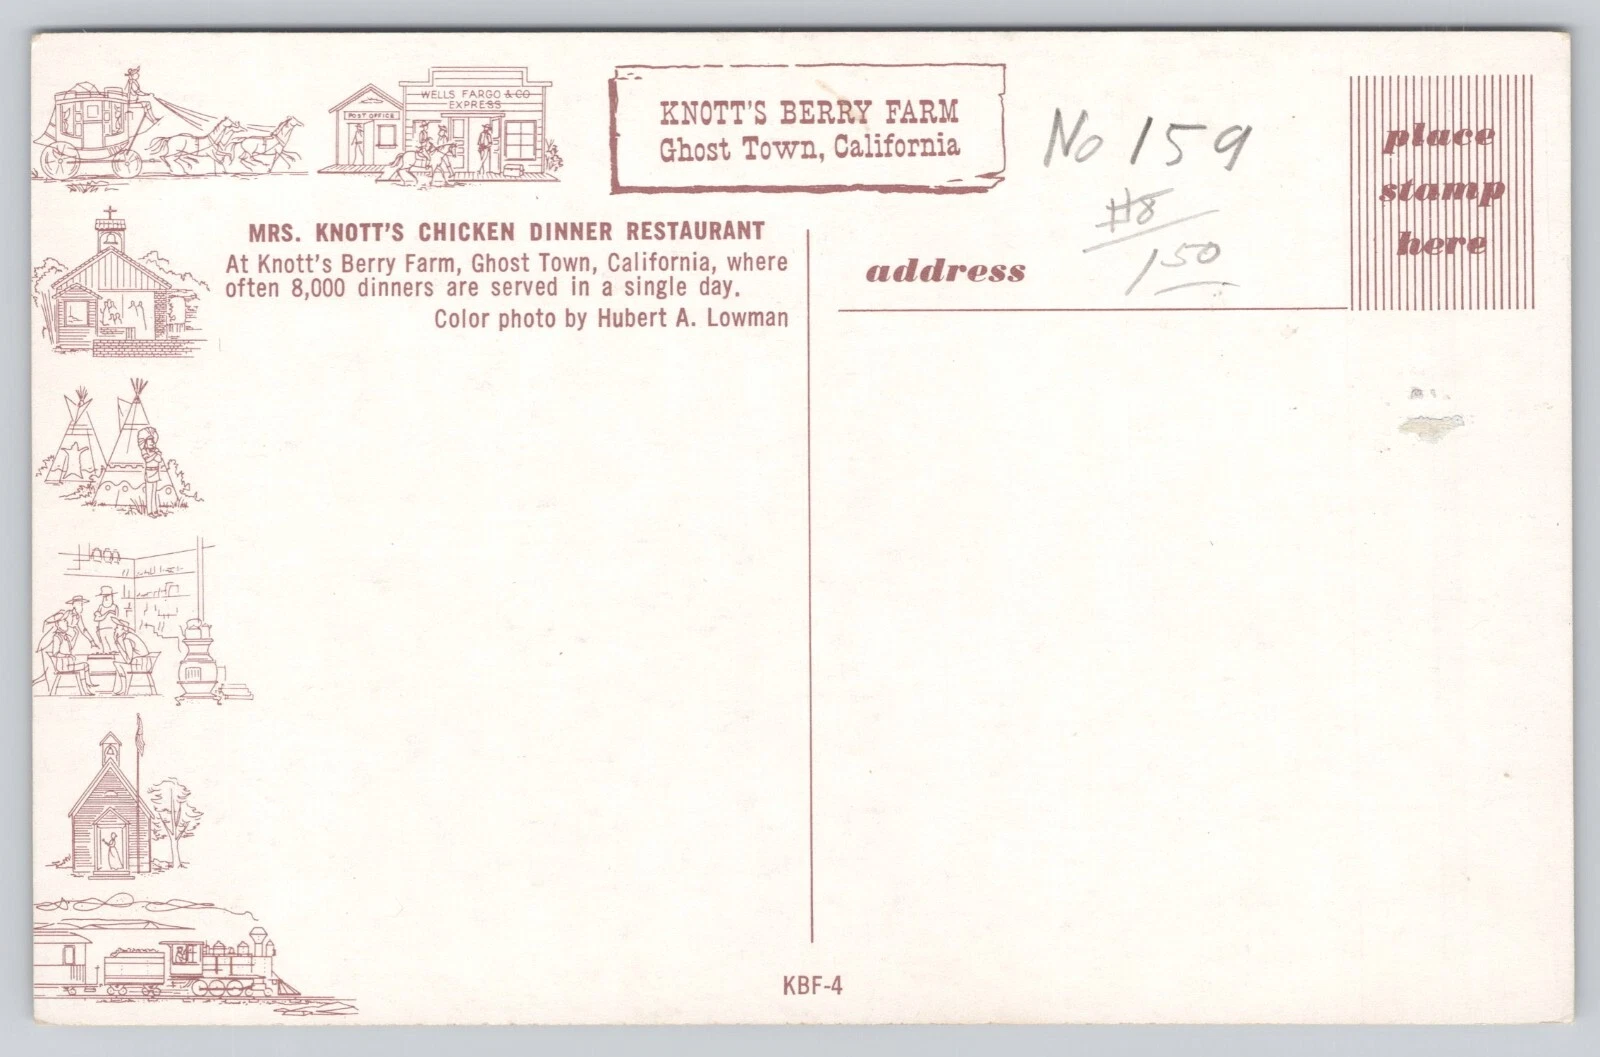 WELLS FARGO & CO
EXPRESS
POST OFFICE
KNOTT'S BERRY FARM
Ghost Town, California
No 159
#8
150
place
stamp
here
address
MRS. KNOTT'S CHICKEN DINNER RESTAURANT
At Knott's Berry Farm, Ghost Town, California, where
often 8,000 dinners are served in a single day.
Color photo by Hubert A. Lowman
KBF-4